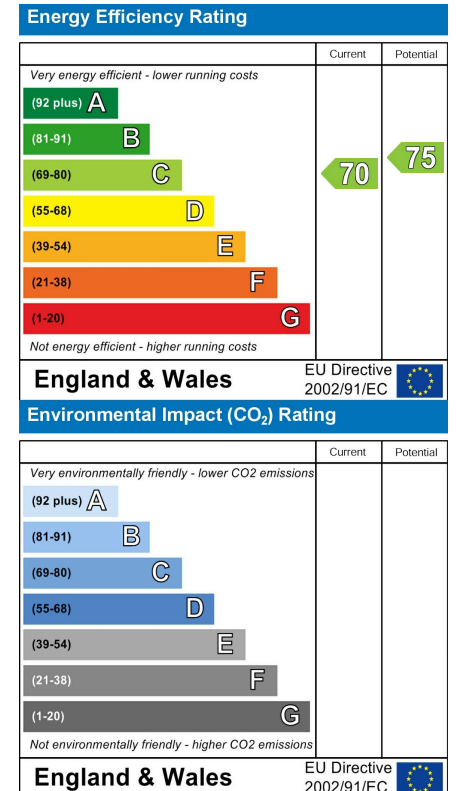 Energy Efficiency Rating
Current Potential
Very energy efficient - lower running costs
(92 plus) A
(81-91) B
(69-80) C
(55-68) D
(39-54) E
(21-38) F
(1-20) G
70
75
Not energy efficient - higher running costs
England & Wales
EU Directive
2002/91/EC
Environmental Impact (CO₂) Rating
Current Potential
Very environmentally friendly - lower CO2 emissions
(92 plus) A
(81-91) B
(69-80) C
(55-68) D
(39-54) E
(21-38) F
(1-20) G
Not environmentally friendly - higher CO2 emissions
England & Wales
EU Directive
2002/91/EC